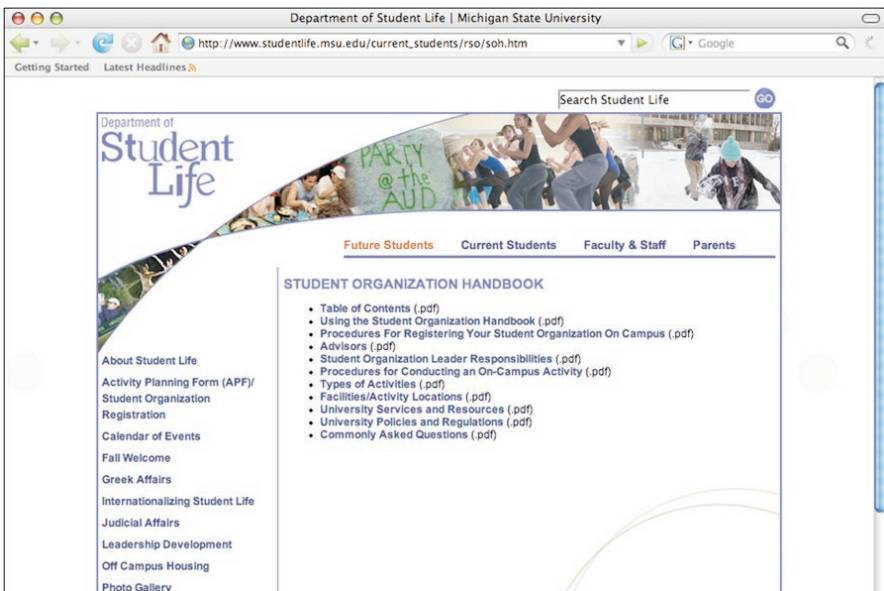 Department of Student Life | Michigan State University
http://www.studentlife.msu.edu/current_students/rso/soh.htm
G Google
Getting Started Latest Headlines
Search Student Life GO
Department of
Student
Life
PARTY
@ the
AUD
Future Students Current Students Faculty & Staff Parents
STUDENT ORGANIZATION HANDBOOK
• Table of Contents (.pdf)
• Using the Student Organization Handbook (.pdf)
• Procedures For Registering Your Student Organization On Campus (.pdf)
• Advisors (.pdf)
• Student Organization Leader Responsibilities (.pdf)
• Procedures for Conducting an On-Campus Activity (.pdf)
• Types of Activities (.pdf)
• Facilities/Activity Locations (.pdf)
• University Services and Resources (.pdf)
• University Policies and Regulations (.pdf)
• Commonly Asked Questions (.pdf)
About Student Life
Activity Planning Form (APF)/
Student Organization
Registration
Calendar of Events
Fall Welcome
Greek Affairs
Internationalizing Student Life
Judicial Affairs
Leadership Development
Off Campus Housing
Photo Gallery